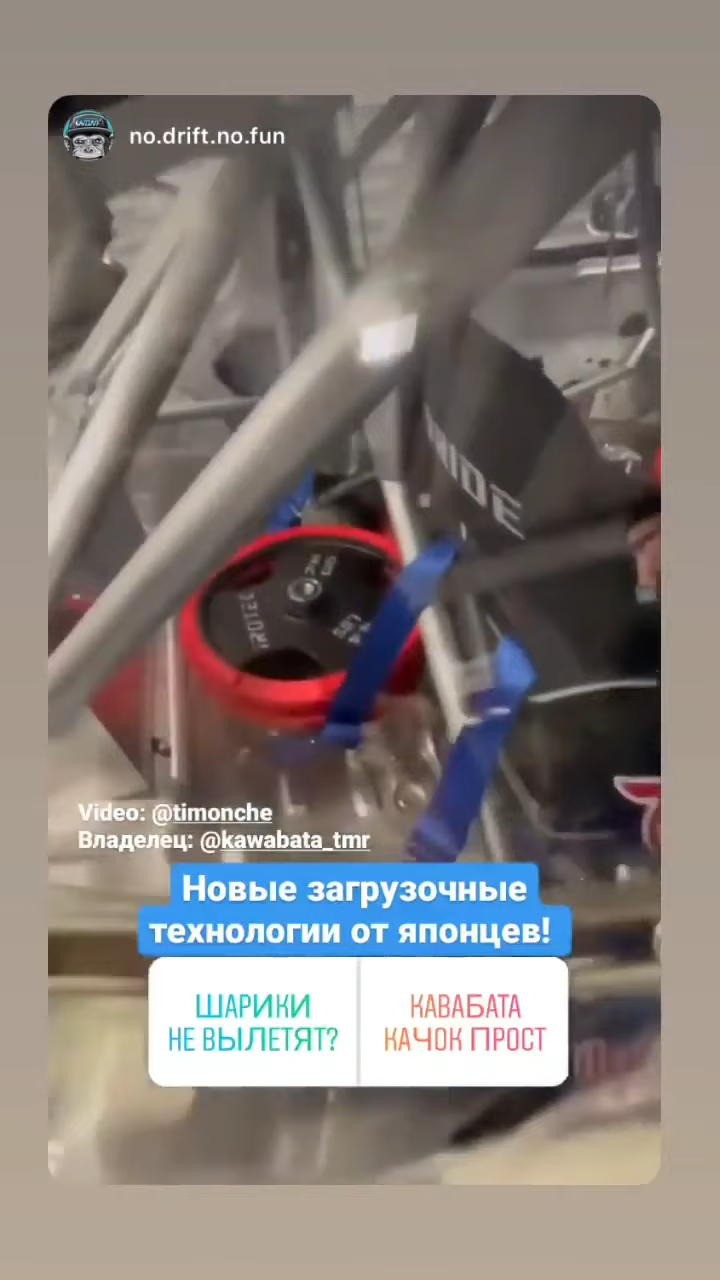 no.drift.no.fun
Video: @timonche
Владелец: @kawabata_tmr
Новые загрузочные
технологии от японцев!
ШАРИКИ
НЕ ВЫЛЕТЯТ?
КАВАБАТА
КАЧОК ПРОСТ